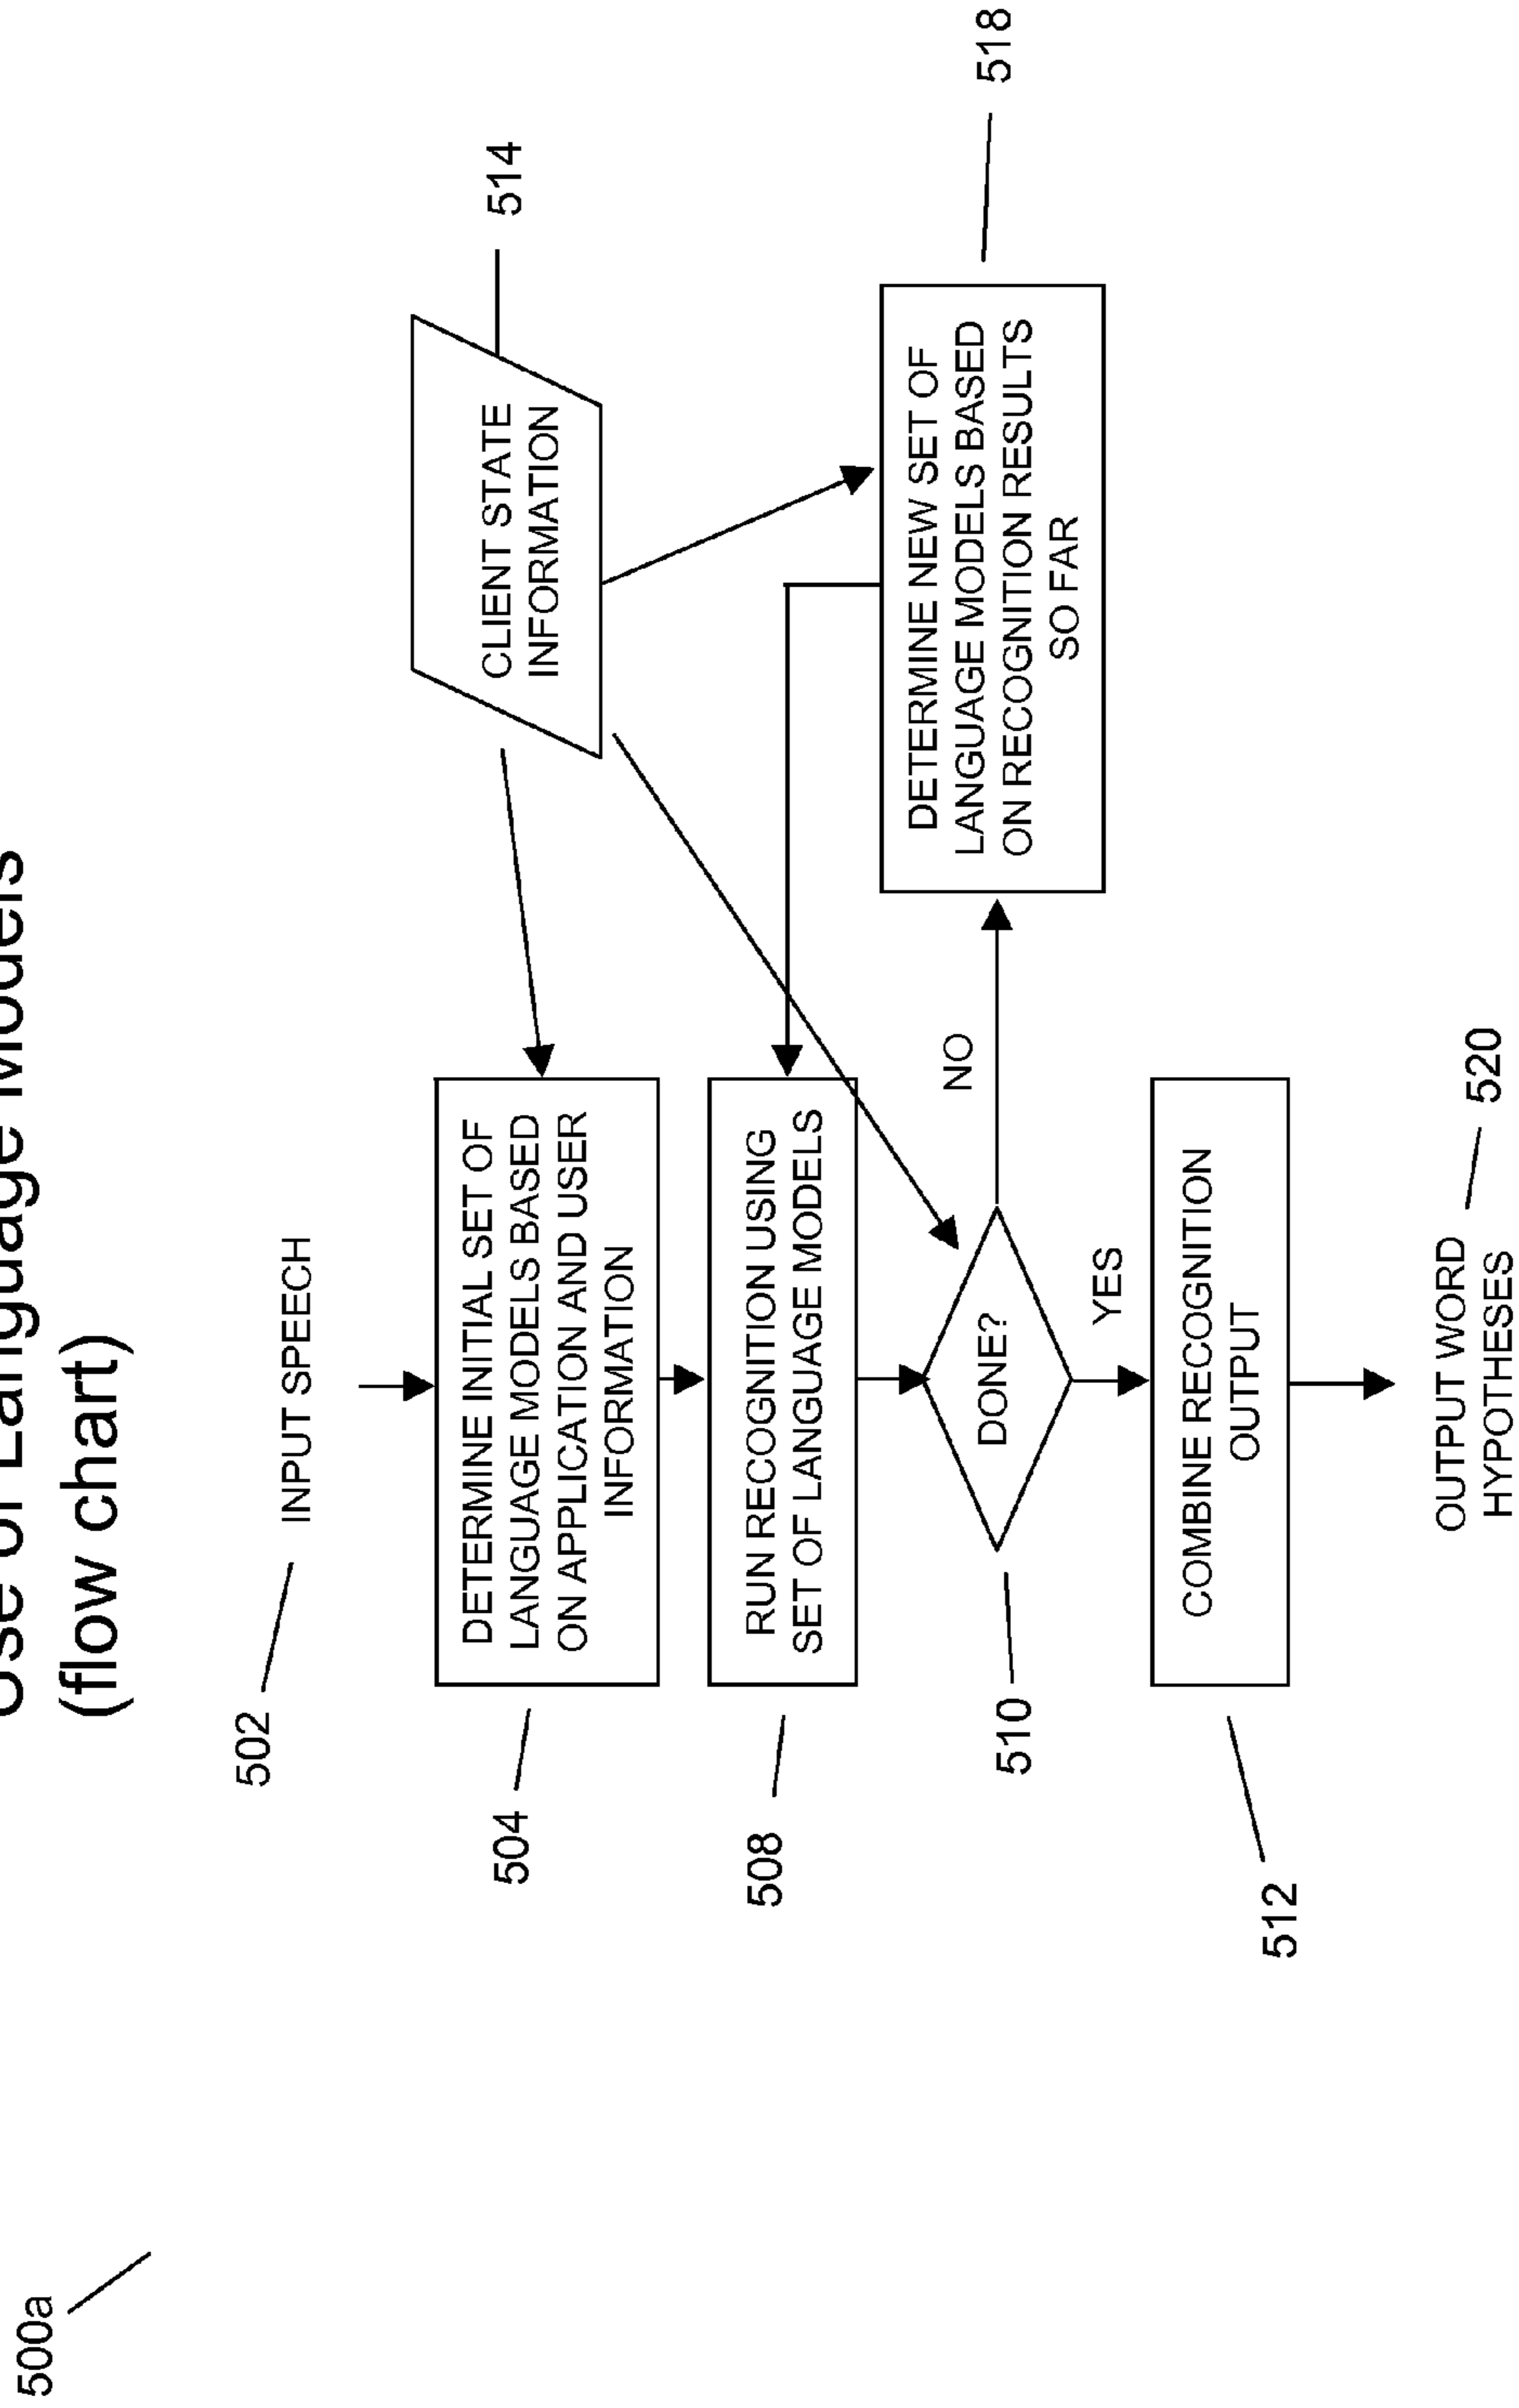 Use of Language Models
(flow chart)
500a
502
INPUT SPEECH
504
DETERMINE INITIAL SET OF
LANGUAGE MODELS BASED
ON APPLICATION AND USER
INFORMATION
CLIENT STATE
INFORMATION
514
508
RUN RECOGNITION USING
SET OF LANGUAGE MODELS
510
DONE?
NO
YES
DETERMINE NEW SET OF
LANGUAGE MODELS BASED
ON RECOGNITION RESULTS
SO FAR
518
512
COMBINE RECOGNITION
OUTPUT
OUTPUT WORD
HYPOTHESES
520